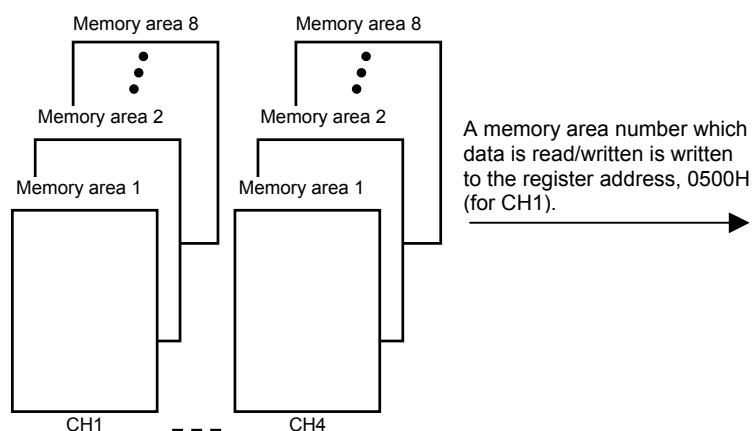 Memory area 8
Memory area 8
Memory area 2
Memory area 2
Memory area 1
Memory area 1
A memory area number which
data is read/written is written
to the register address, 0500H
(for CH1).
CH1
CH4